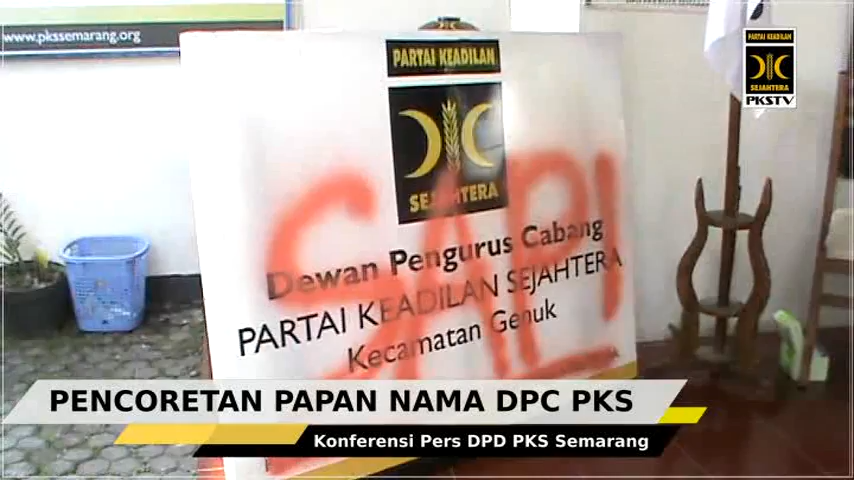 www.pkssemarang.org
PARTAI KEADILAN
SEJAHTERA
SAPI
Dewan Pengurus Cabang
PARTAI KEADILAN SEJAHTERA
Kecamatan Genuk
PARTAI KEADILAN
SEJAHTERA
PKSTV
PENCORETAN PAPAN NAMA DPC PKS
Konferensi Pers DPD PKS Semarang